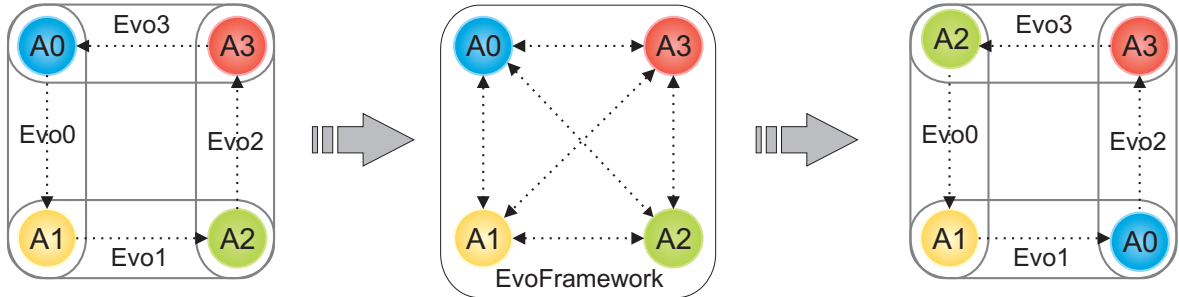 Evo3
A0 A3
Evo0 Evo2
A1 A2
Evo1
A0 A3
A1 A2
EvoFramework
Evo3
A2 A3
Evo0 Evo2
A1 A0
Evo1